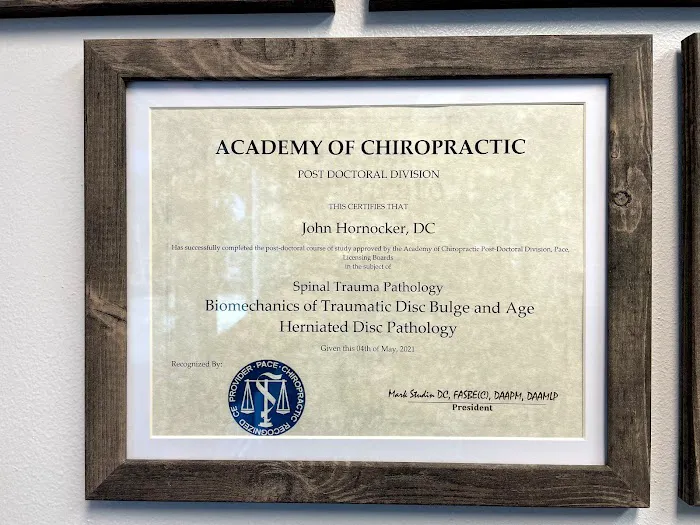 ACADEMY OF CHIROPRACTIC
POST DOCTORAL DIVISION
THIS CERTIFIES THAT
John Hornocker, DC
Has successfully completed the post-doctoral course of study approved by the Academy of Chiropractic Post-Doctoral Division, Pace,
Licensing Boards
in the subject of
Spinal Trauma Pathology
Biomechanics of Traumatic Disc Bulge and Age
Herniated Disc Pathology
Given this 04th of May, 2021
Recognized By:
PACE · CHIROPRACTIC RECOGNIZED CE PROVIDER ·
Mark Studin DC, FASBE(C), DAAPM, DAAMLP
President